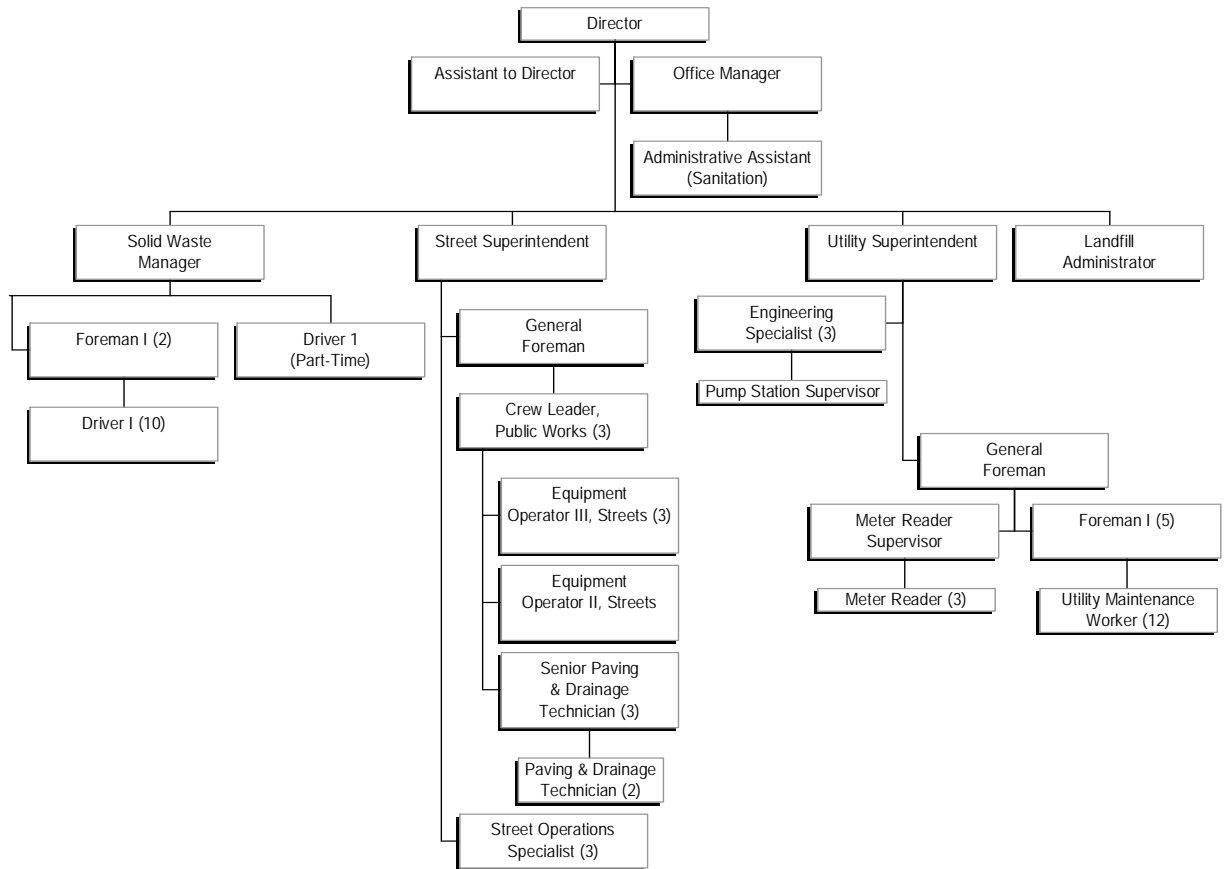 Director
Assistant to Director
Office Manager
Administrative Assistant
(Sanitation)
Solid Waste
Manager
Street Superintendent
Utility Superintendent
Landfill
Administrator
Foreman I (2)
Driver 1
(Part-Time)
Driver I (10)
General
Foreman
Crew Leader,
Public Works (3)
Equipment
Operator III, Streets (3)
Equipment
Operator II, Streets
Senior Paving
& Drainage
Technician (3)
Paving & Drainage
Technician (2)
Street Operations
Specialist (3)
Engineering
Specialist (3)
Pump Station Supervisor
General
Foreman
Meter Reader
Supervisor
Foreman I (5)
Meter Reader (3)
Utility Maintenance
Worker (12)